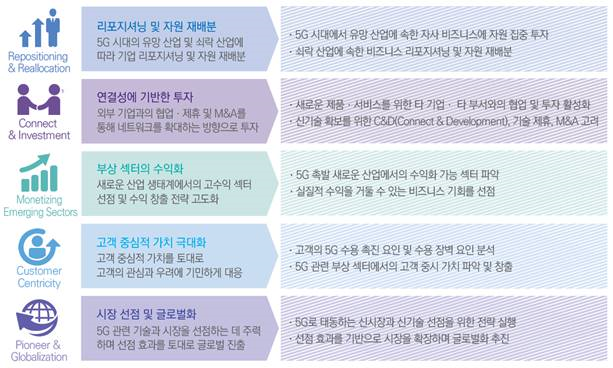 Repositioning
& Reallocation
리포지셔닝 및 자원 재배분
5G 시대의 유망 산업 및 쇠락 산업에
따라 기업 리포지셔닝 및 자원 재배분
· 5G 시대에서 유망 산업에 속한 자사 비즈니스에 자원 집중 투자
· 쇠락 산업에 속한 비즈니스 리포지셔닝 및 자원 재배분
Connect
& Investment
연결성에 기반한 투자
외부 기업과의 협업 · 제휴 및 M&A를
통해 네트워크를 확대하는 방향으로 투자
· 새로운 제품 · 서비스를 위한 타 기업 · 타 부서와의 협업 및 투자 활성화
· 신기술 확보를 위한 C&D(Connect & Development), 기술 제휴, M&A 고려
Monetizing
Emerging Sectors
부상 섹터의 수익화
새로운 산업 생태계에서의 고수익 섹터
선점 및 수익 창출 전략 고도화
· 5G 촉발 새로운 산업에서의 수익화 가능 섹터 파악
· 실질적 수익을 거둘 수 있는 비즈니스 기회를 선점
Customer
Centricity
고객 중심적 가치 극대화
고객 중심적 가치를 토대로
고객의 관심과 우려에 기민하게 대응
· 고객의 5G 수용 촉진 요인 및 수용 장벽 요인 분석
· 5G 관련 부상 섹터에서의 고객 중시 가치 파악 및 창출
Pioneer &
Globalization
시장 선점 및 글로벌화
5G 관련 기술과 시장을 선점하는 데 주력
하며 선점 효과를 토대로 글로벌 진출
· 5G로 태동하는 신시장과 신기술 선점을 위한 전략 실행
· 선점 효과를 기반으로 시장을 확장하며 글로벌화 추진